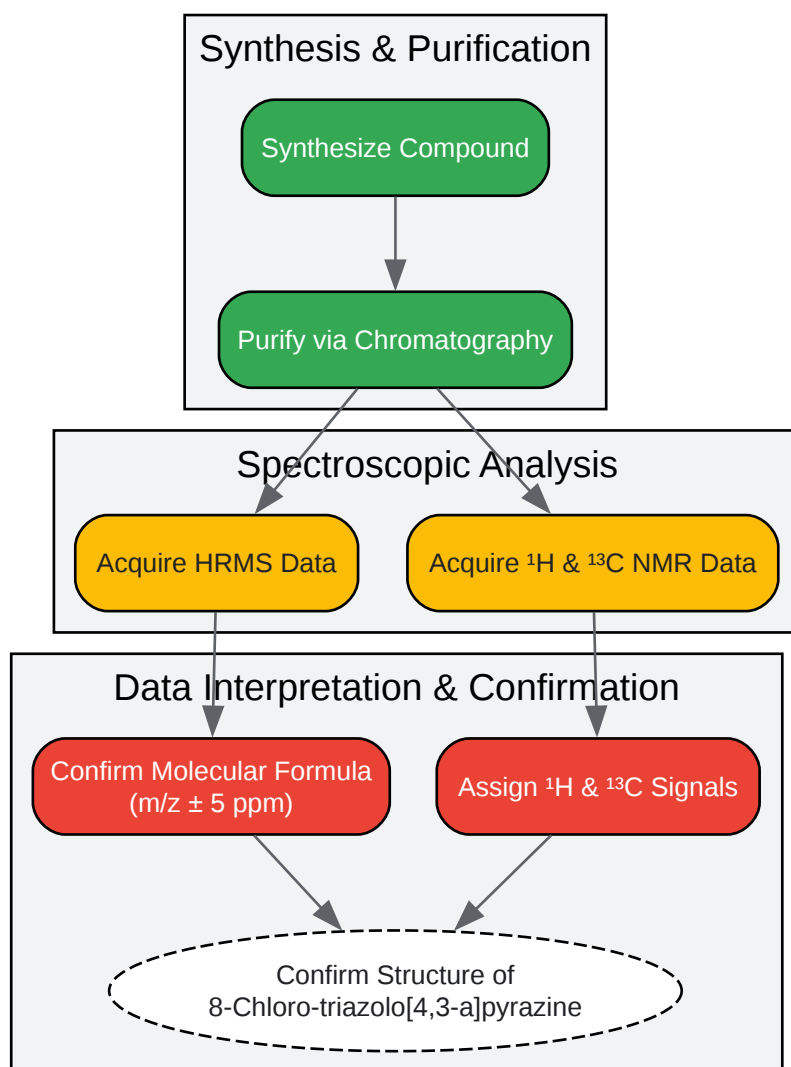 Synthesis & Purification
Synthesize Compound
Purify via Chromatography
Spectroscopic Analysis
Acquire HRMS Data
Acquire ¹H & ¹³C NMR Data
Data Interpretation & Confirmation
Confirm Molecular Formula
(m/z ± 5 ppm)
Assign ¹H & ¹³C Signals
Confirm Structure of
8-Chloro-triazolo[4,3-a]pyrazine